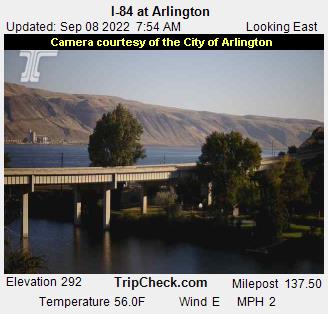 I-84 at Arlington
Updated: Sep 08 2022 7:54 AM Looking East
Camera courtesy of the City of Arlington
Elevation 292 TripCheck.com Milepost 137.50
Temperature 56.0F Wind E MPH 2